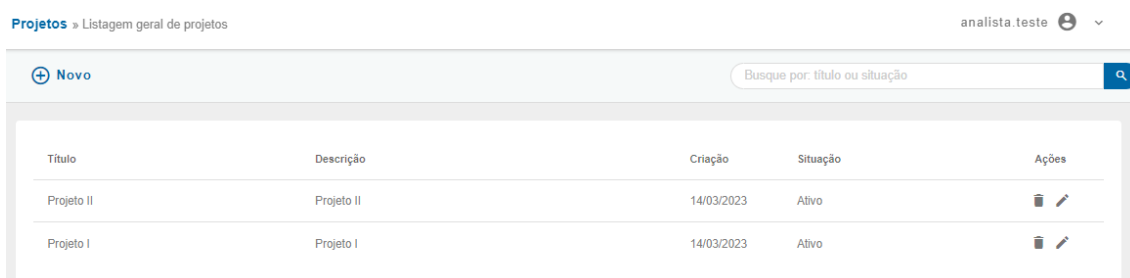 Projetos » Listagem geral de projetos
analista.teste
Novo
Busque por: título ou situação
Título Descrição Criação Situação Ações
Projeto II Projeto II 14/03/2023 Ativo
Projeto I Projeto I 14/03/2023 Ativo